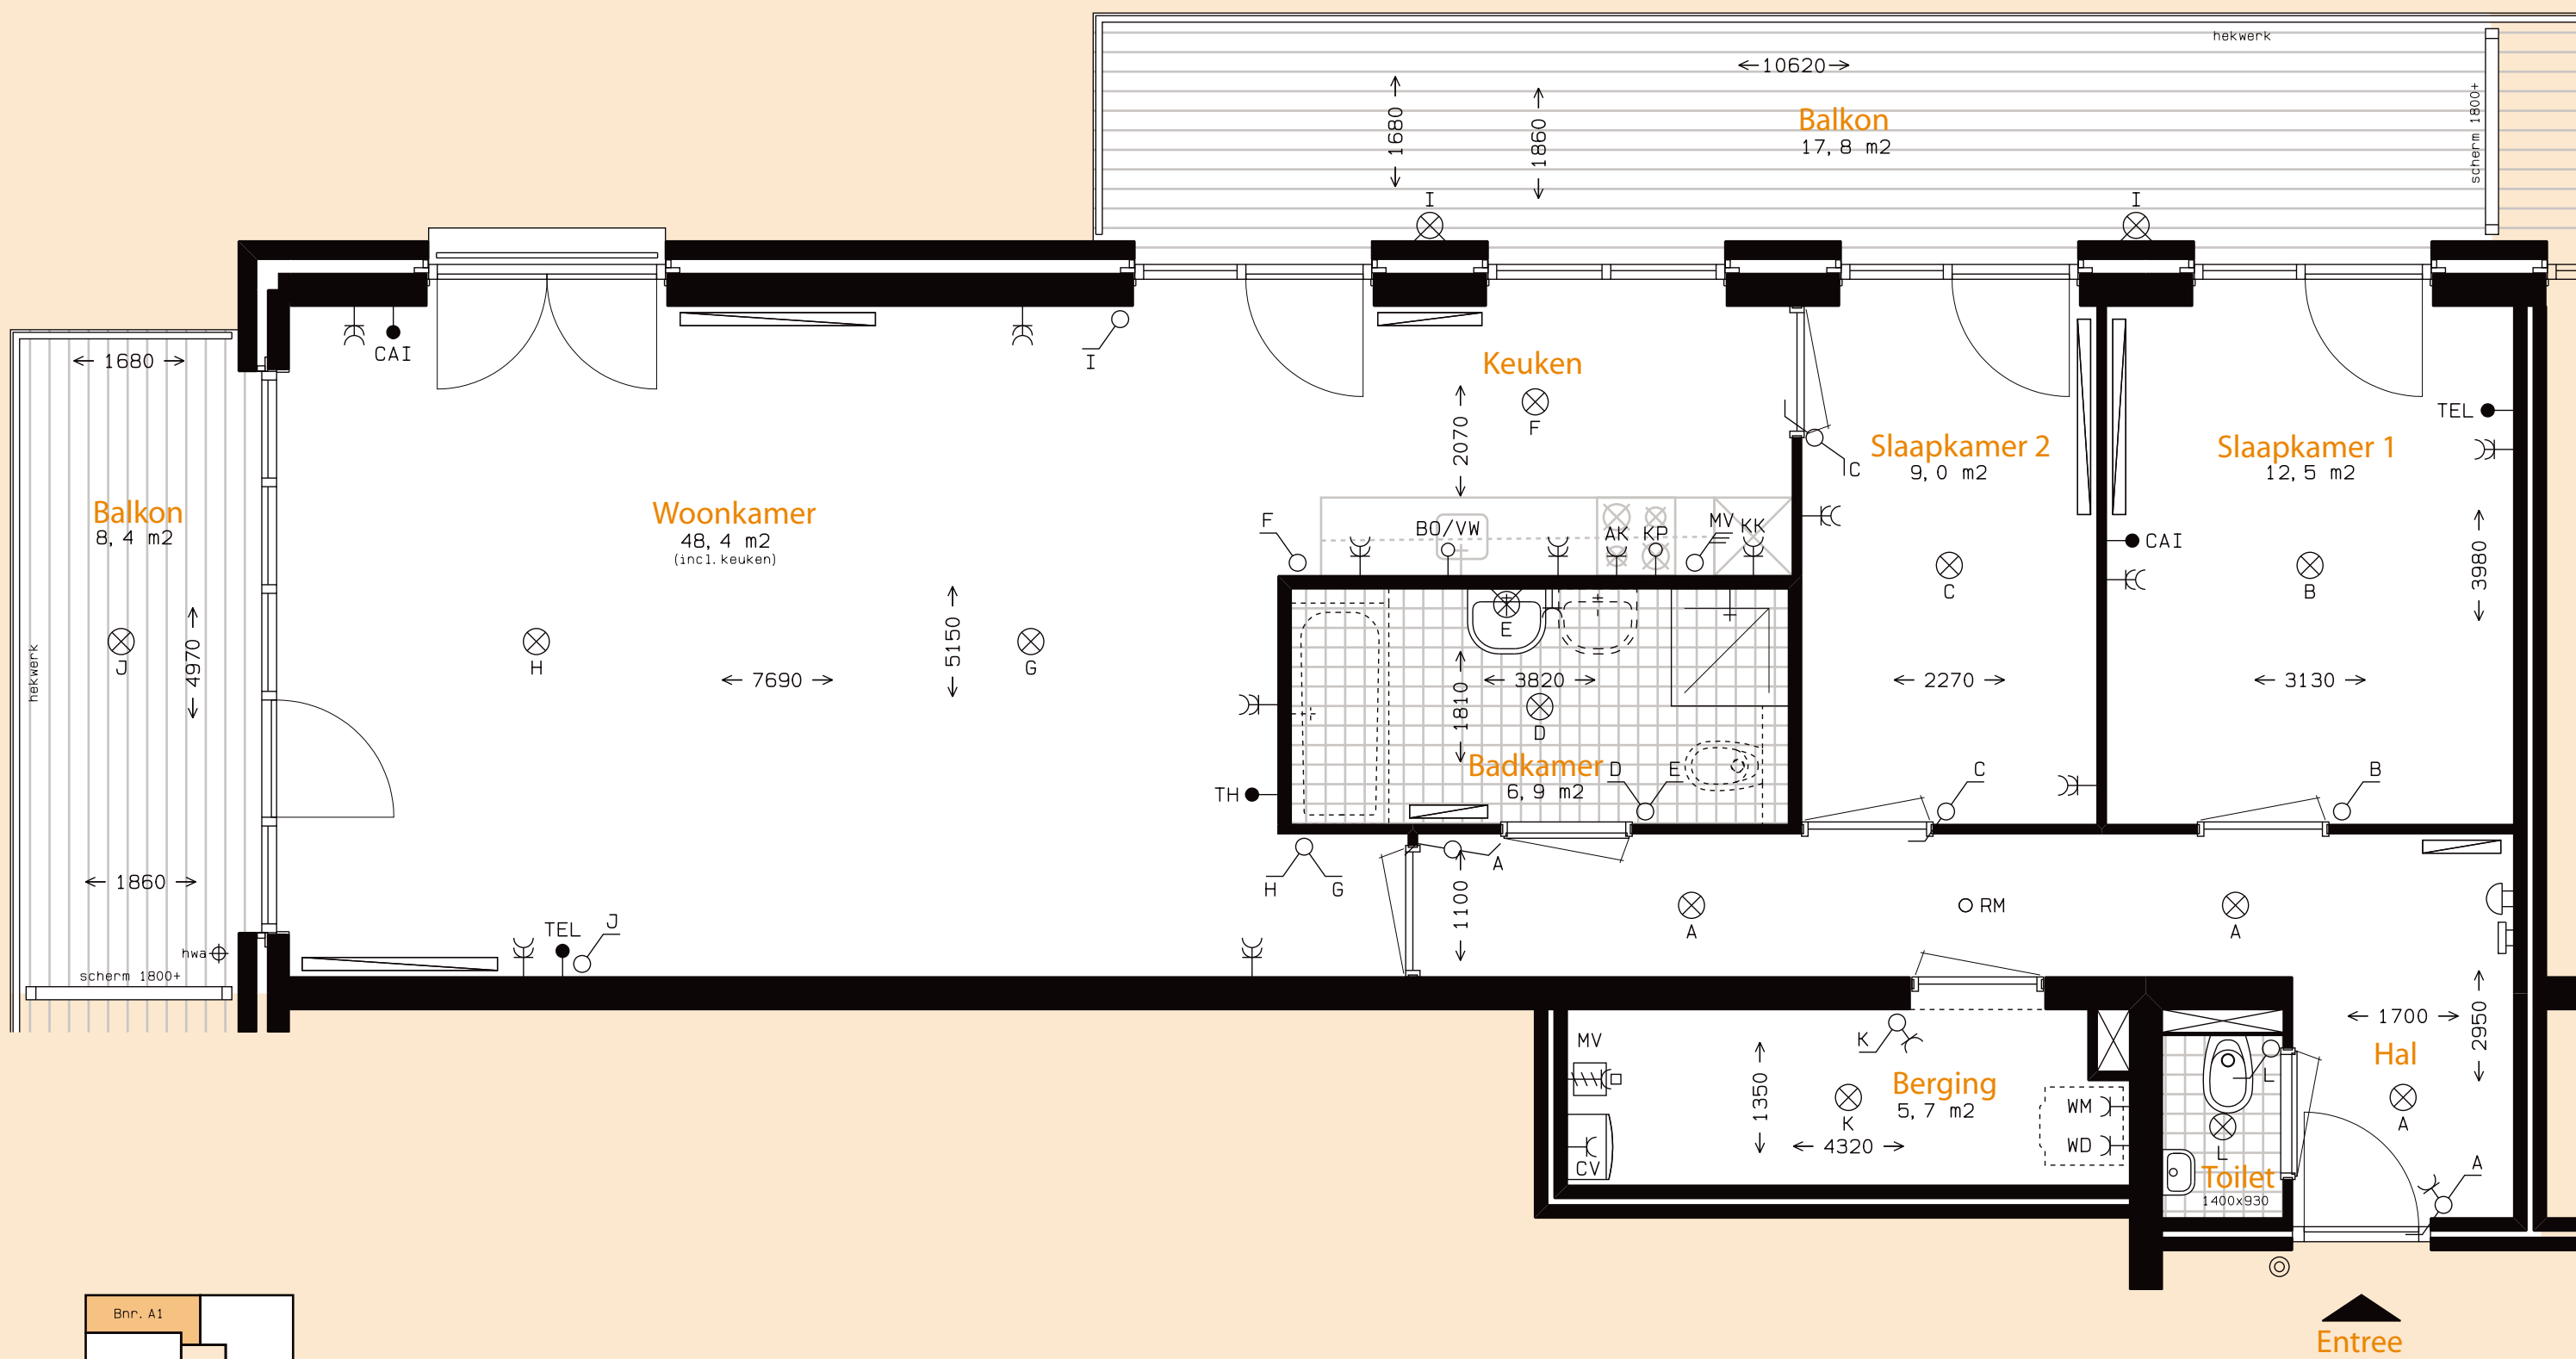 hekwerk
10620
scherm 1800+
1680
1860
Balkon
17,8 m2
I
I
CAI
I
1680
Balkon
8,4 m2
hekwerk
4970
J
1860
hwa
scherm 1800+
Woonkamer
48,4 m2
(incl. keuken)
H
7690
5150
G
TEL
J
TH
H
G
Keuken
F
2070
F
BO/VW
AK
KP
MV
KK
E
3820
1810
D
Badkamer
6,9 m2
D
E
C
Slaapkamer 2
9,0 m2
C
2270
C
Slaapkamer 1
12,5 m2
TEL
CAI
B
3980
3130
B
A
1100
A
RM
A
MV
CV
K
1350
K
Berging
5,7 m2
4320
WM
WD
L
L
Toilet
1400x930
1700
2950
Hal
A
A
Entree
Bnr. A1